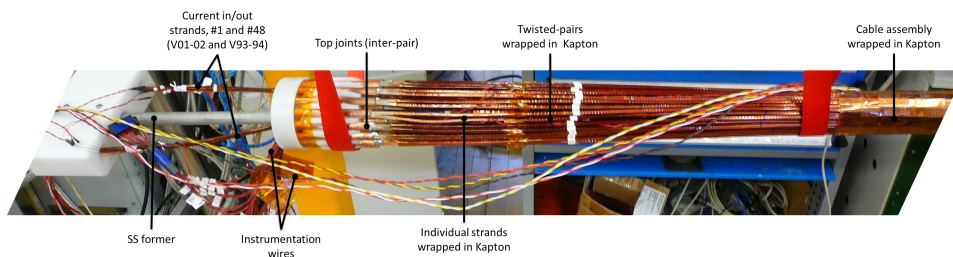 Current in/out
strands, #1 and #48
(V01-02 and V93-94)
Top joints (inter-pair)
Twisted-pairs
wrapped in Kapton
Cable assembly
wrapped in Kapton
SS former
Instrumentation
wires
Individual strands
wrapped in Kapton